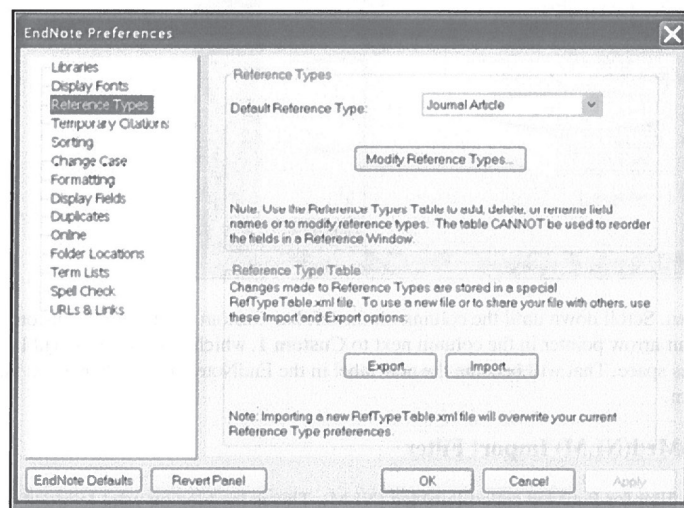 EndNote Preferences
Libraries
Display Fonts
Reference Types
Temporary Citations
Sorting
Change Case
Formatting
Display Fields
Duplicates
Online
Folder Locations
Term Lists
Spell Check
URLs & Links
Reference Types
Default Reference Type:
Journal Article
Modify Reference Types...
Note: Use the Reference Types Table to add, delete, or rename field
names or to modify reference types. The table CANNOT be used to reorder
the fields in a Reference Window.
Reference Type Table
Changes made to Reference Types are stored in a special
RefTypeTable.xml file. To use a new file or to share your file with others, use
these Import and Export options:
Export...
Import...
Note: Importing a new RefTypeTable.xml file will overwrite your current
Reference Type preferences.
EndNote Defaults
Revert Panel
OK
Cancel
Apply